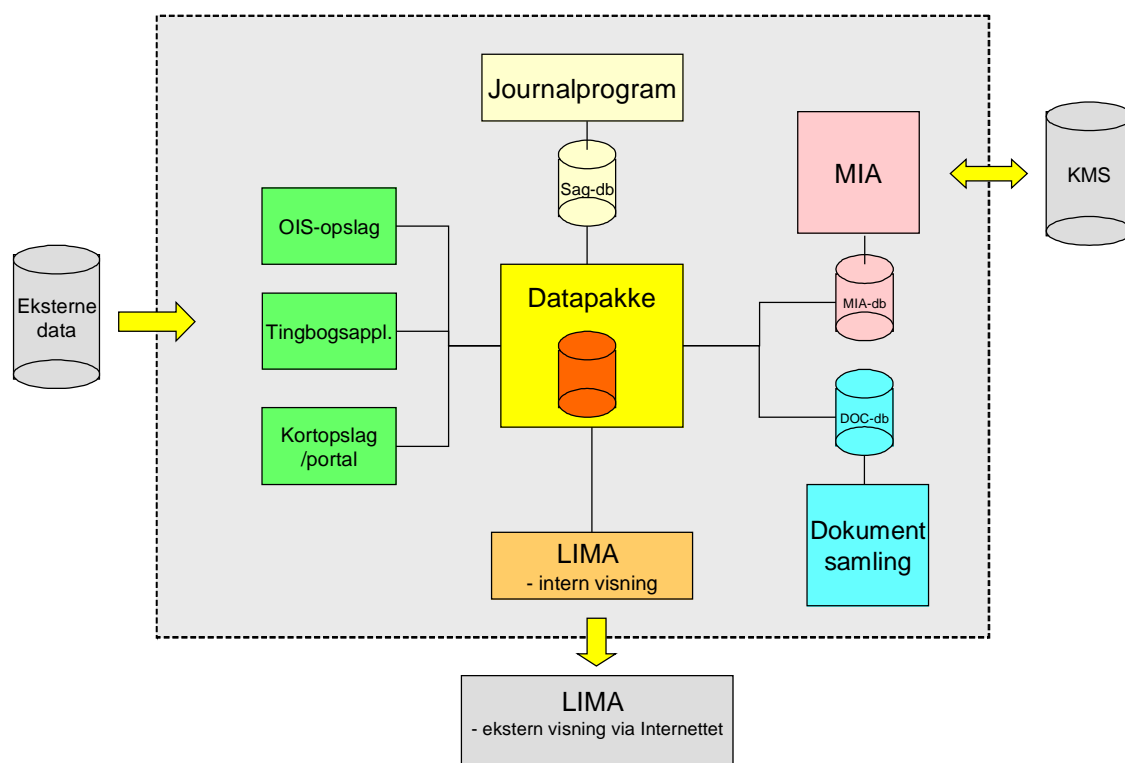 Journalprogram
Sag-db
MIA
KMS
OIS-opslag
Eksterne
data
Tingbogsappl.
Datapakke
MIA-db
Kortopslag
/portal
DOC-db
LIMA
- intern visning
Dokument
samling
LIMA
- ekstern visning via Internettet